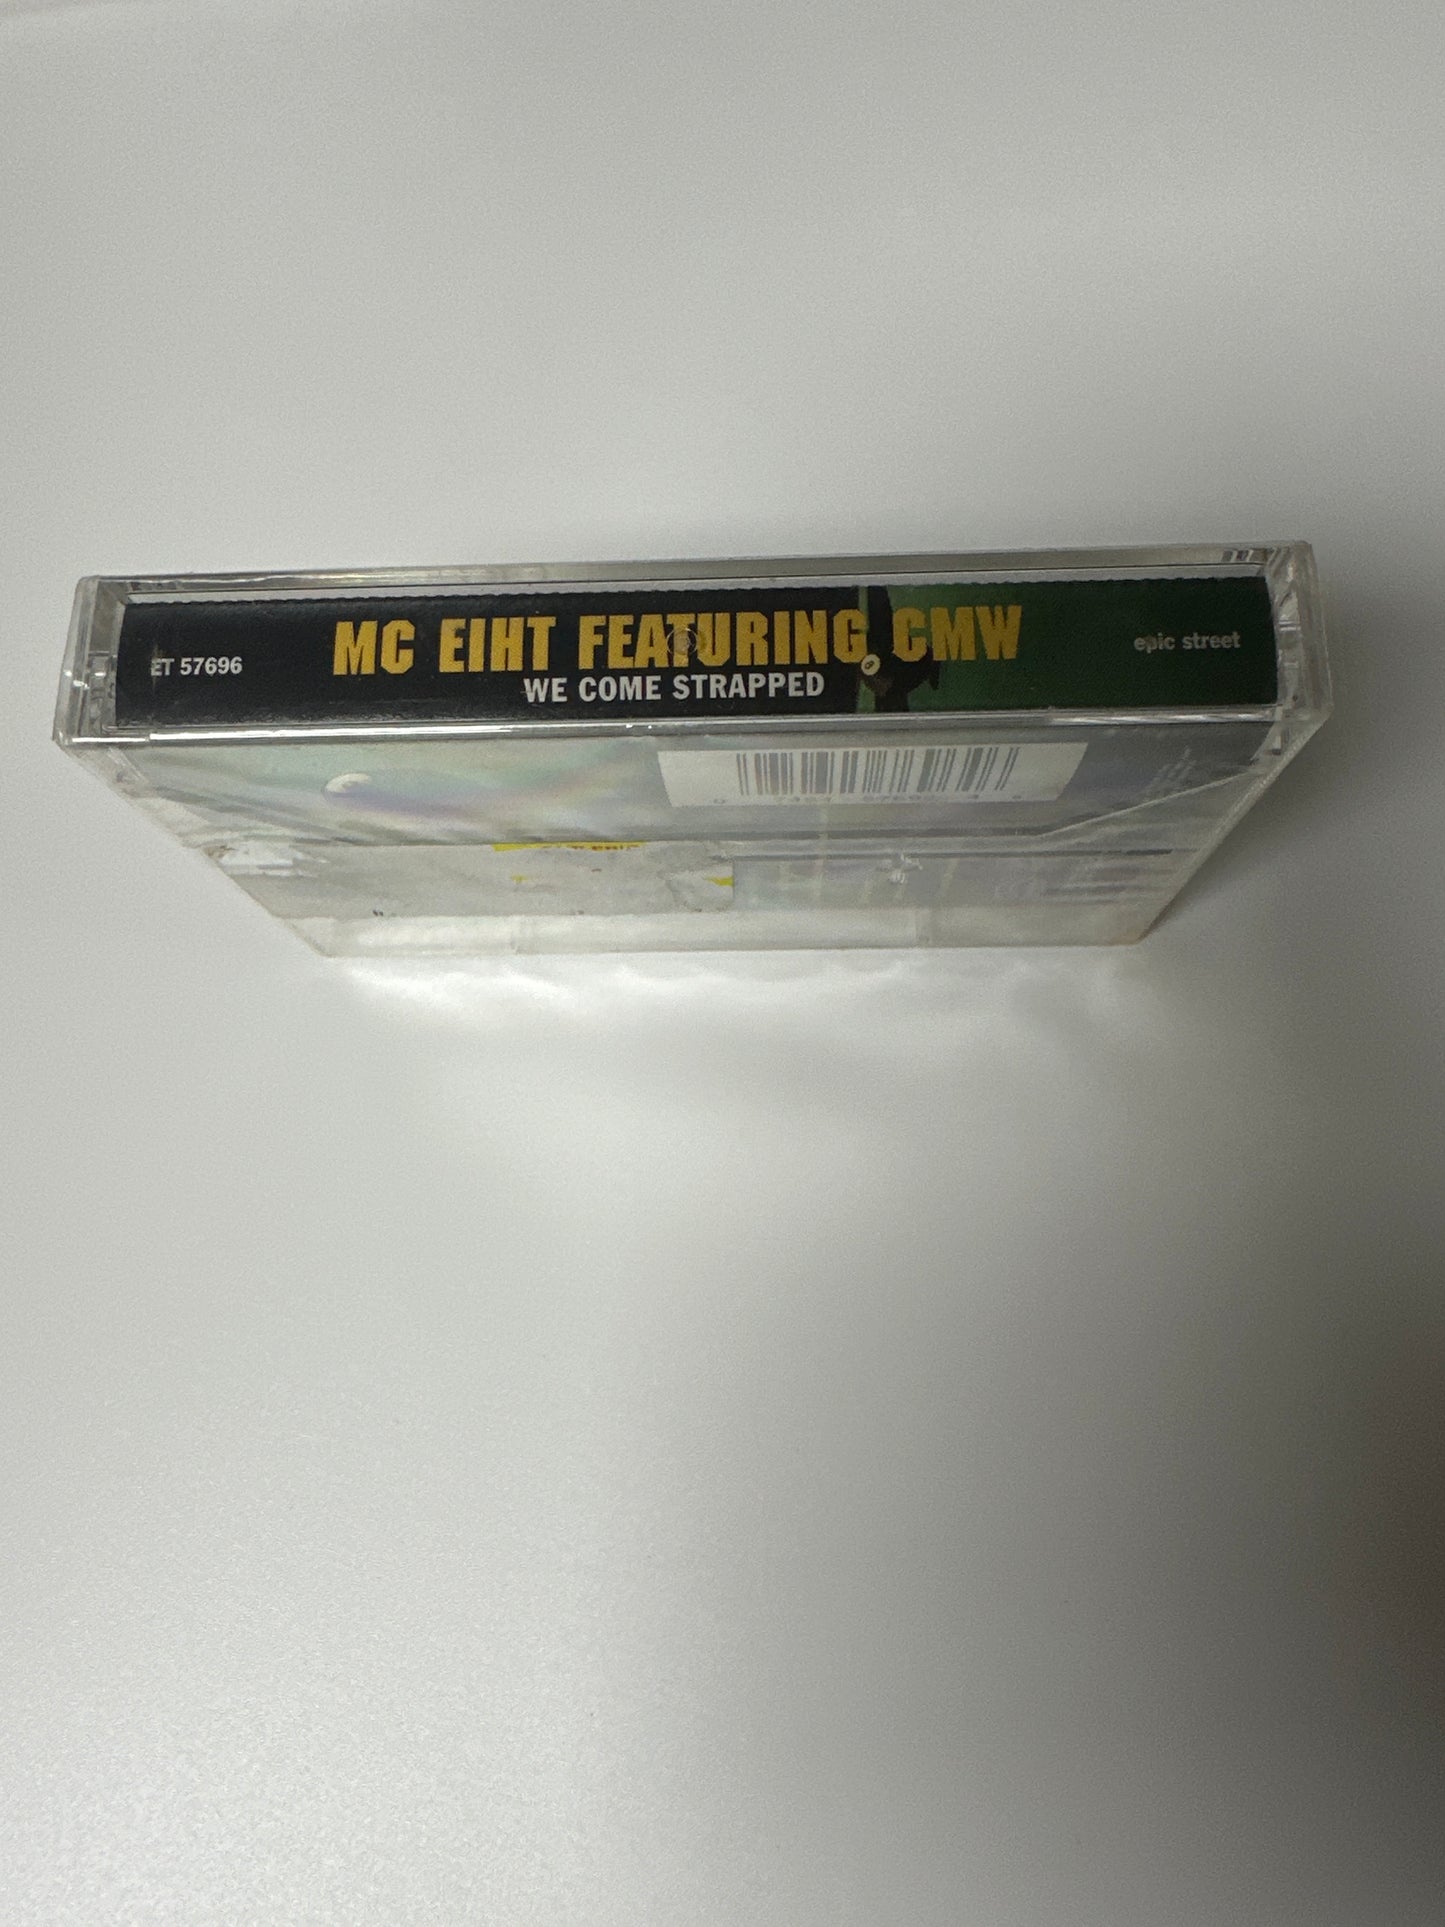 ET 57696
MC EIHT FEATURING CMW
WE COME STRAPPED
epic street